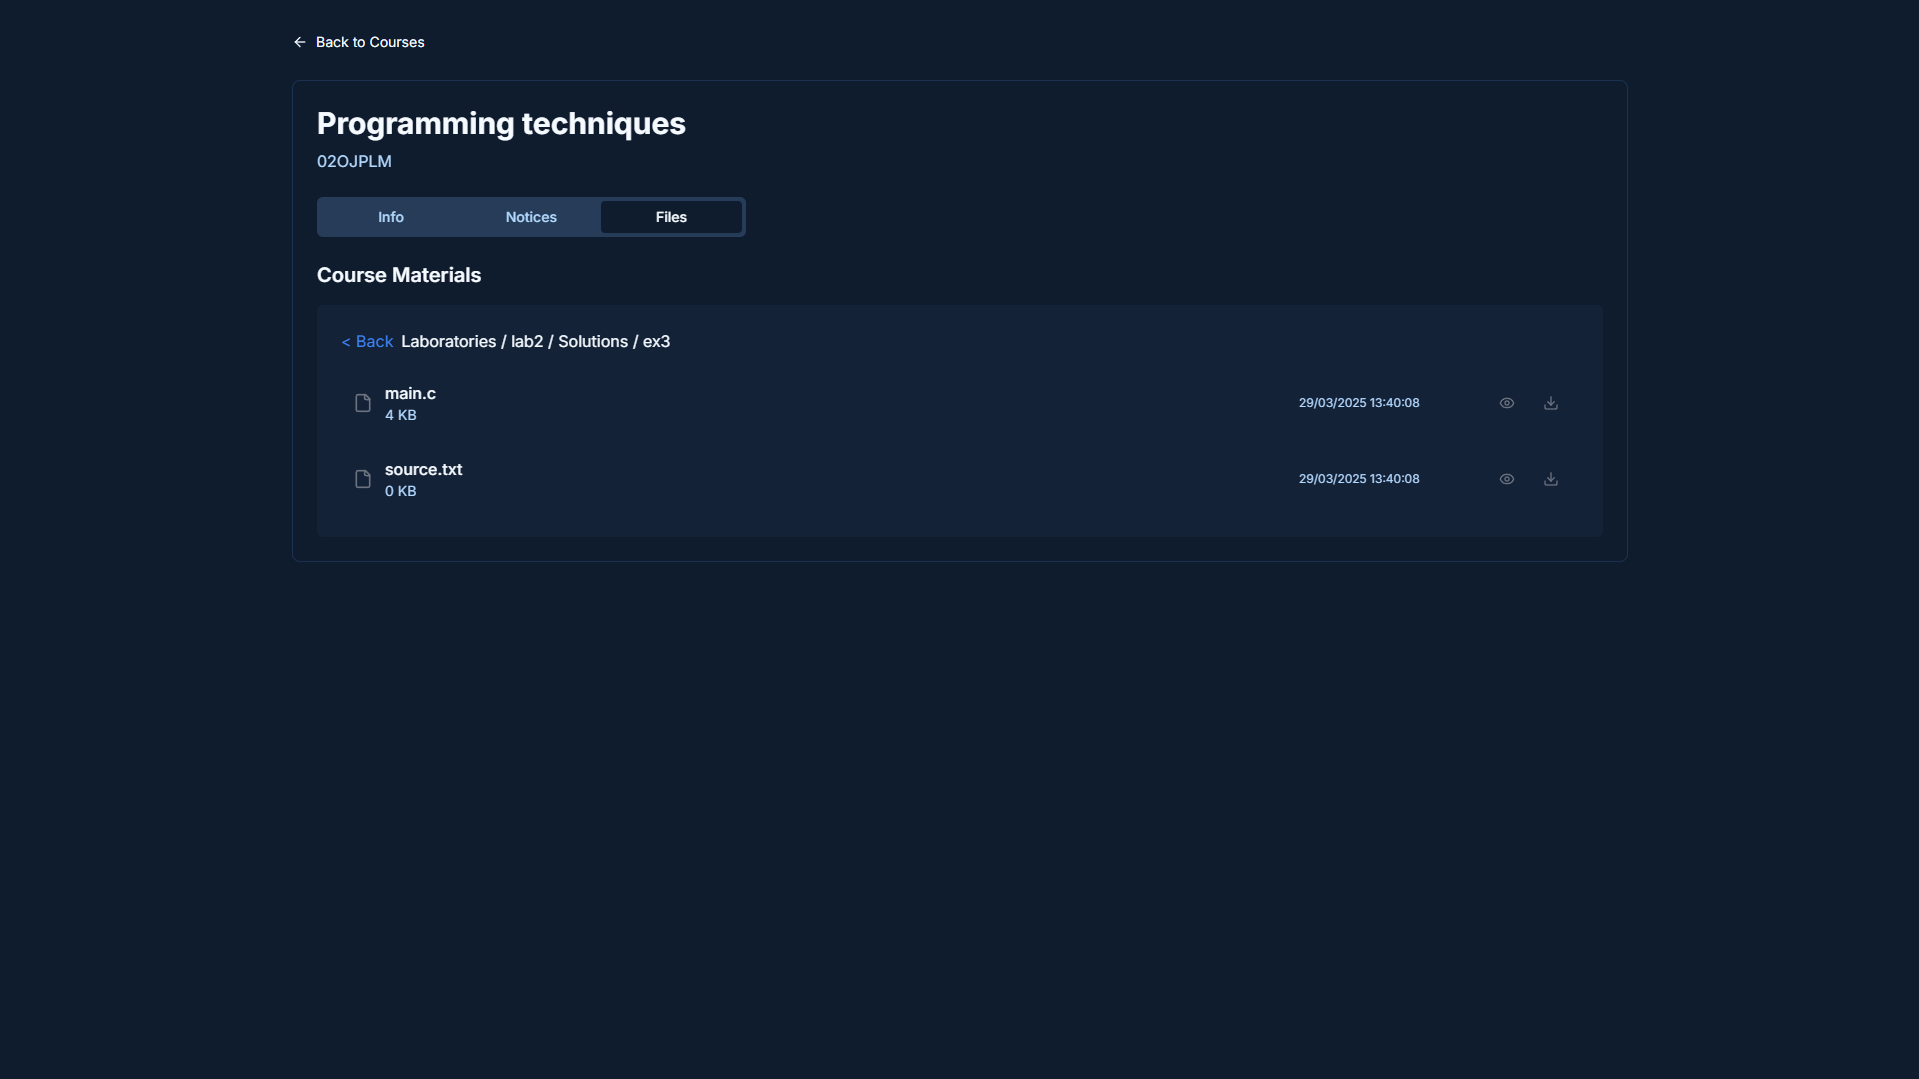 Back to Courses
Programming techniques
02OJPLM
Info Notices Files
Course Materials
< Back Laboratories / lab2 / Solutions / ex3
main.c
4 KB
29/03/2025 13:40:08
source.txt
0 KB
29/03/2025 13:40:08